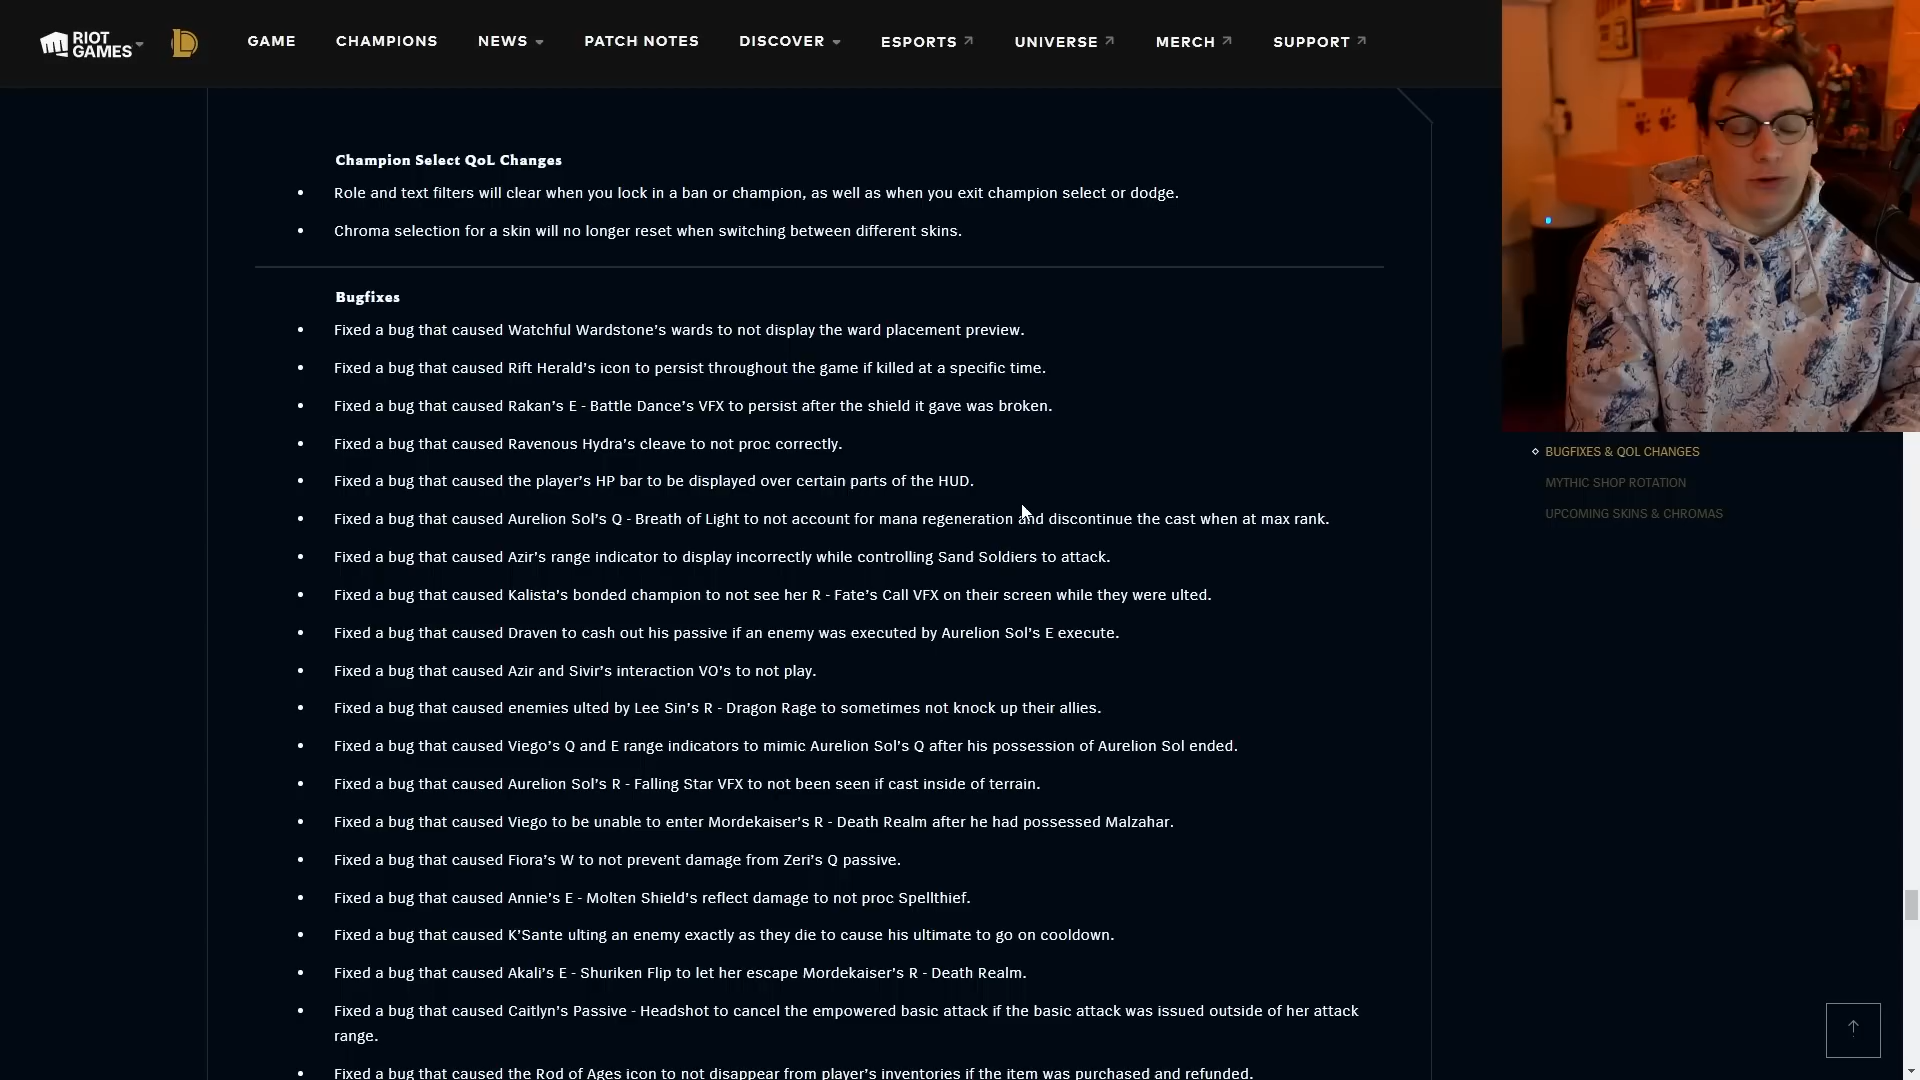 RIOT GAMES
GAME
CHAMPIONS
NEWS
PATCH NOTES
DISCOVER
ESPORTS
UNIVERSE
MERCH
SUPPORT
Champion Select QoL Changes
Role and text filters will clear when you lock in a ban or champion, as well as when you exit champion select or dodge.
Chroma selection for a skin will no longer reset when switching between different skins.
Bugfixes
Fixed a bug that caused Watchful Wardstone's wards to not display the ward placement preview.
Fixed a bug that caused Rift Herald's icon to persist throughout the game if killed at a specific time.
Fixed a bug that caused Rakan's E - Battle Dance's VFX to persist after the shield it gave was broken.
Fixed a bug that caused Ravenous Hydra's cleave to not proc correctly.
Fixed a bug that caused the player's HP bar to be displayed over certain parts of the HUD.
Fixed a bug that caused Aurelion Sol's Q - Breath of Light to not account for mana regeneration and discontinue the cast when at max rank.
Fixed a bug that caused Azir's range indicator to display incorrectly while controlling Sand Soldiers to attack.
Fixed a bug that caused Kalista's bonded champion to not see her R - Fate's Call VFX on their screen while they were ulted.
Fixed a bug that caused Draven to cash out his passive if an enemy was executed by Aurelion Sol's E execute.
Fixed a bug that caused Azir and Sivir's interaction VO's to not play.
Fixed a bug that caused enemies ulted by Lee Sin's R - Dragon Rage to sometimes not knock up their allies.
Fixed a bug that caused Viego's Q and E range indicators to mimic Aurelion Sol's Q after his possession of Aurelion Sol ended.
Fixed a bug that caused Aurelion Sol's R - Falling Star VFX to not been seen if cast inside of terrain.
Fixed a bug that caused Viego to be unable to enter Mordekaiser's R - Death Realm after he had possessed Malzahar.
Fixed a bug that caused Fiora's W to not prevent damage from Zeri's Q passive.
Fixed a bug that caused Annie's E - Molten Shield's reflect damage to not proc Spellthief.
Fixed a bug that caused K'Sante ulting an enemy exactly as they die to cause his ultimate to go on cooldown.
Fixed a bug that caused Akali's E - Shuriken Flip to let her escape Mordekaiser's R - Death Realm.
Fixed a bug that caused Caitlyn's Passive - Headshot to cancel the empowered basic attack if the basic attack was issued outside of her attack
range.
Fixed a bug that caused the Rod of Ages icon to not disappear from player's inventories if the item was purchased and refunded.
BUGFIXES & QOL CHANGES
MYTHIC SHOP ROTATION
UPCOMING SKINS & CHROMAS